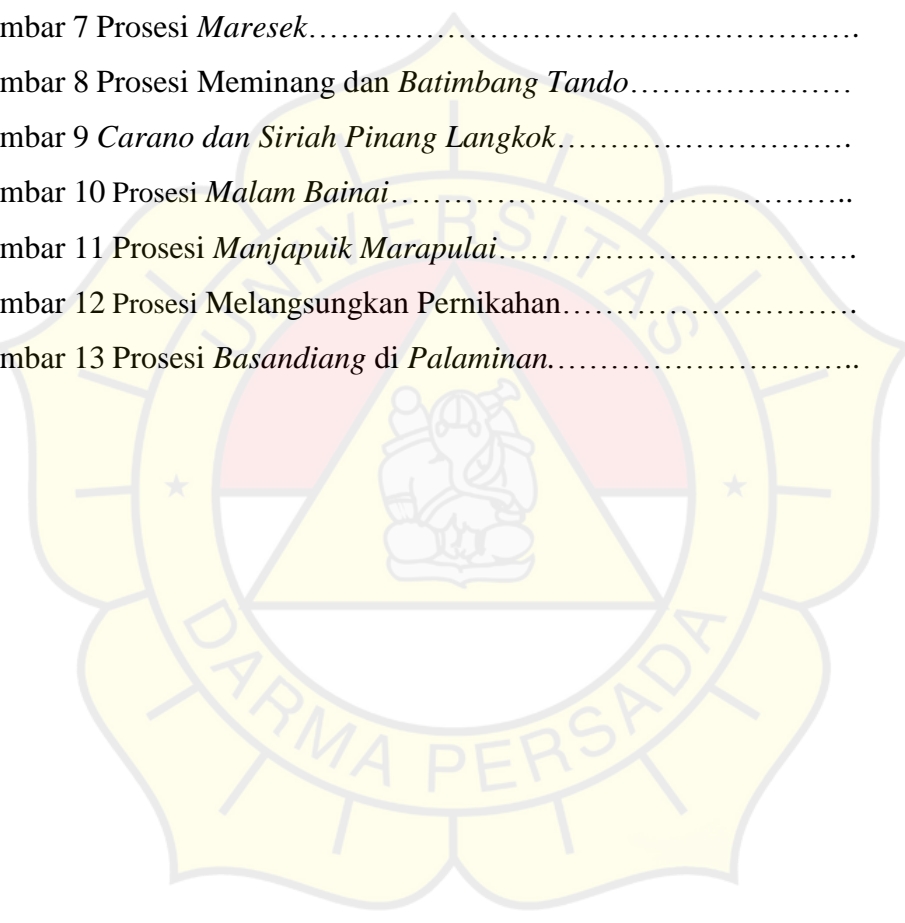 mbar 7 Prosesi Maresek…………………………………………….
mbar 8 Prosesi Meminang dan Batimbang Tando…………………
mbar 9 Carano dan Siriah Pinang Langkok……………………….
mbar 10 Prosesi Malam Bainai……………………………………..
mbar 11 Prosesi Manjapuik Marapulai…………………………….
mbar 12 Prosesi Melangsungkan Pernikahan……………………….
mbar 13 Prosesi Basandiang di Palaminan………………………..
UNIVERSITAS
DARMA PERSADA